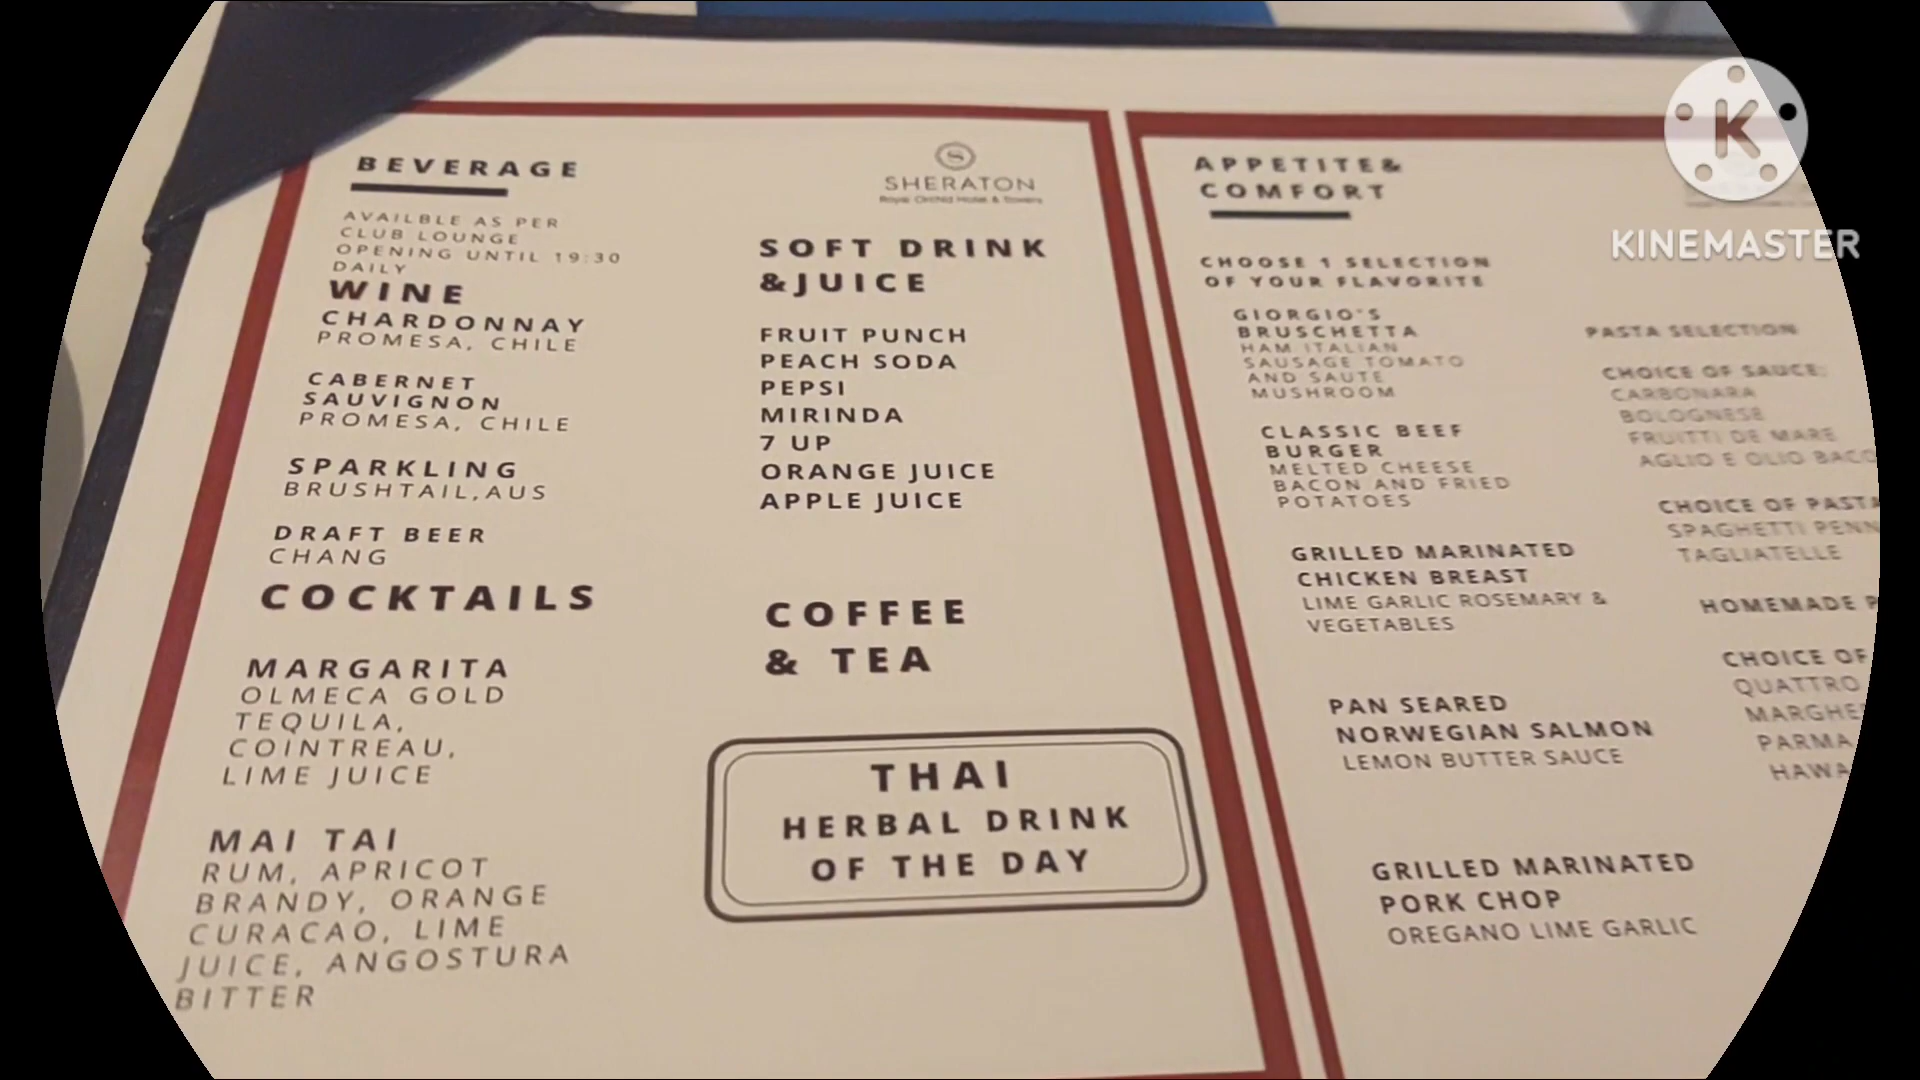 BEVERAGE
AVAILBLE AS PER
CLUB LOUNGE
OPENING UNTIL 19:30
DAILY
WINE
CHARDONNAY
PROMESA, CHILE
CABERNET
SAUVIGNON
PROMESA, CHILE
SPARKLING
BRUSHTAIL,AUS
DRAFT BEER
CHANG
COCKTAILS
MARGARITA
OLMECA GOLD
TEQUILA,
COINTREAU,
LIME JUICE
MAI TAI
RUM, APRICOT
BRANDY, ORANGE
CURACAO, LIME
JUICE, ANGOSTURA
BITTER
S
SHERATON
Royal Orchid Hotel & Towers
SOFT DRINK
&JUICE
FRUIT PUNCH
PEACH SODA
PEPSI
MIRINDA
7 UP
ORANGE JUICE
APPLE JUICE
COFFEE
& TEA
THAI
HERBAL DRINK
OF THE DAY
APPETITE&
COMFORT
CHOOSE 1 SELECTION
OF YOUR FLAVORITE
GIORGIO'S
BRUSCHETTA
HAM ITALIAN
SAUSAGE TOMATO
AND SAUTE
MUSHROOM
CLASSIC BEEF
BURGER
MELTED CHEESE
BACON AND FRIED
POTATOES
GRILLED MARINATED
CHICKEN BREAST
LIME GARLIC ROSEMARY &
VEGETABLES
PAN SEARED
NORWEGIAN SALMON
LEMON BUTTER SAUCE
GRILLED MARINATED
PORK CHOP
OREGANO LIME GARLIC
PASTA SELECTION
CHOICE OF SAUCE:
CARBONARA
BOLOGNESE
FRUITTI DE MARE
AGLIO E OLIO BACO
CHOICE OF PASTA
SPAGHETTI PENN
TAGLIATELLE
HOMEMADE P
CHOICE OF
QUATTRO
MARGHE
PARMA
HAWA
K
KINEMASTER